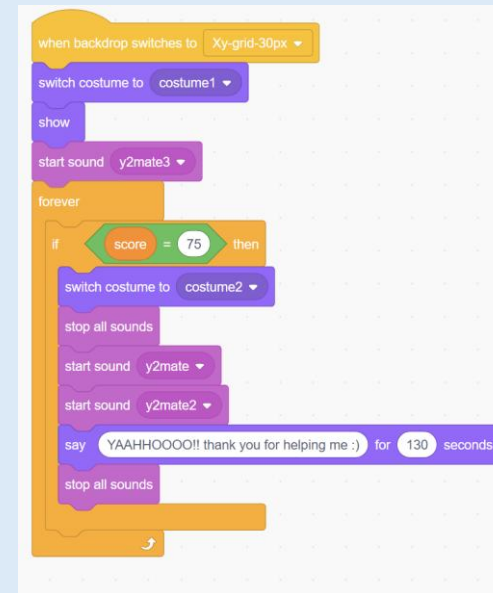 when backdrop switches to Xy-grid-30px
switch costume to costume1
show
start sound y2mate3
forever
if score = 75 then
switch costume to costume2
stop all sounds
start sound y2mate
start sound y2mate2
say YAAHHOOOO!! thank you for helping me :) for 130 seconds
stop all sounds